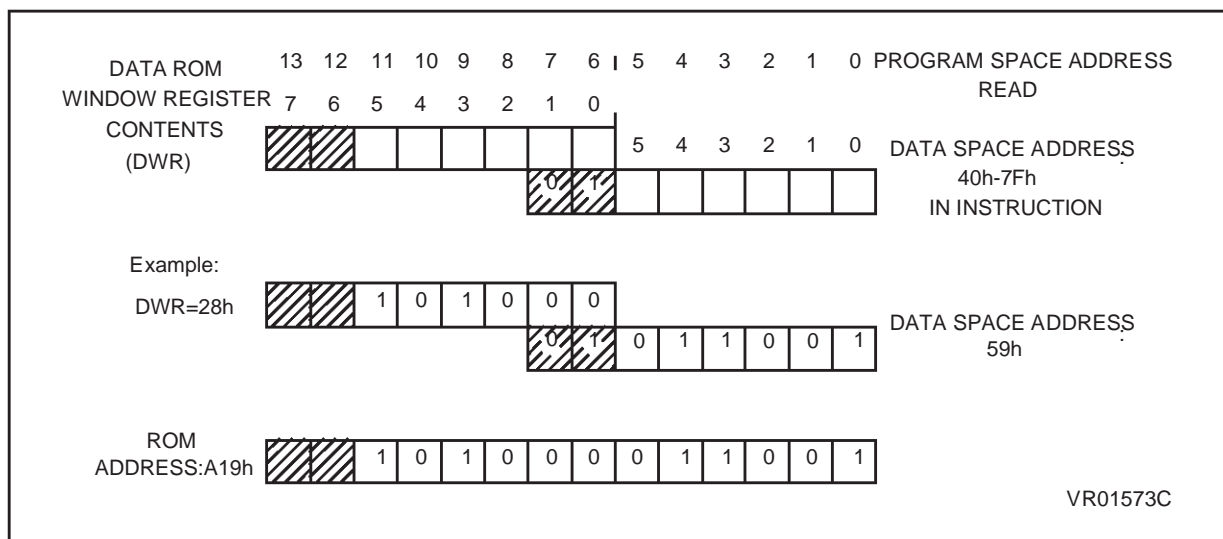 DATA ROM
WINDOW REGISTER
CONTENTS
(DWR)
13 12 11 10 9 8 7 6 5 4 3 2 1 0
7 6 5 4 3 2 1 0
PROGRAM SPACE ADDRESS
READ
5 4 3 2 1 0
DATA SPACE ADDRESS
:
40h-7Fh
IN INSTRUCTION
0 1
Example:
DWR=28h
1 0 1 0 0 0
0 1 0 1 1 0 0 1
DATA SPACE ADDRESS
:
59h
ROM
ADDRESS:A19h
1 0 1 0 0 0 0 1 1 0 0 1
VR01573C